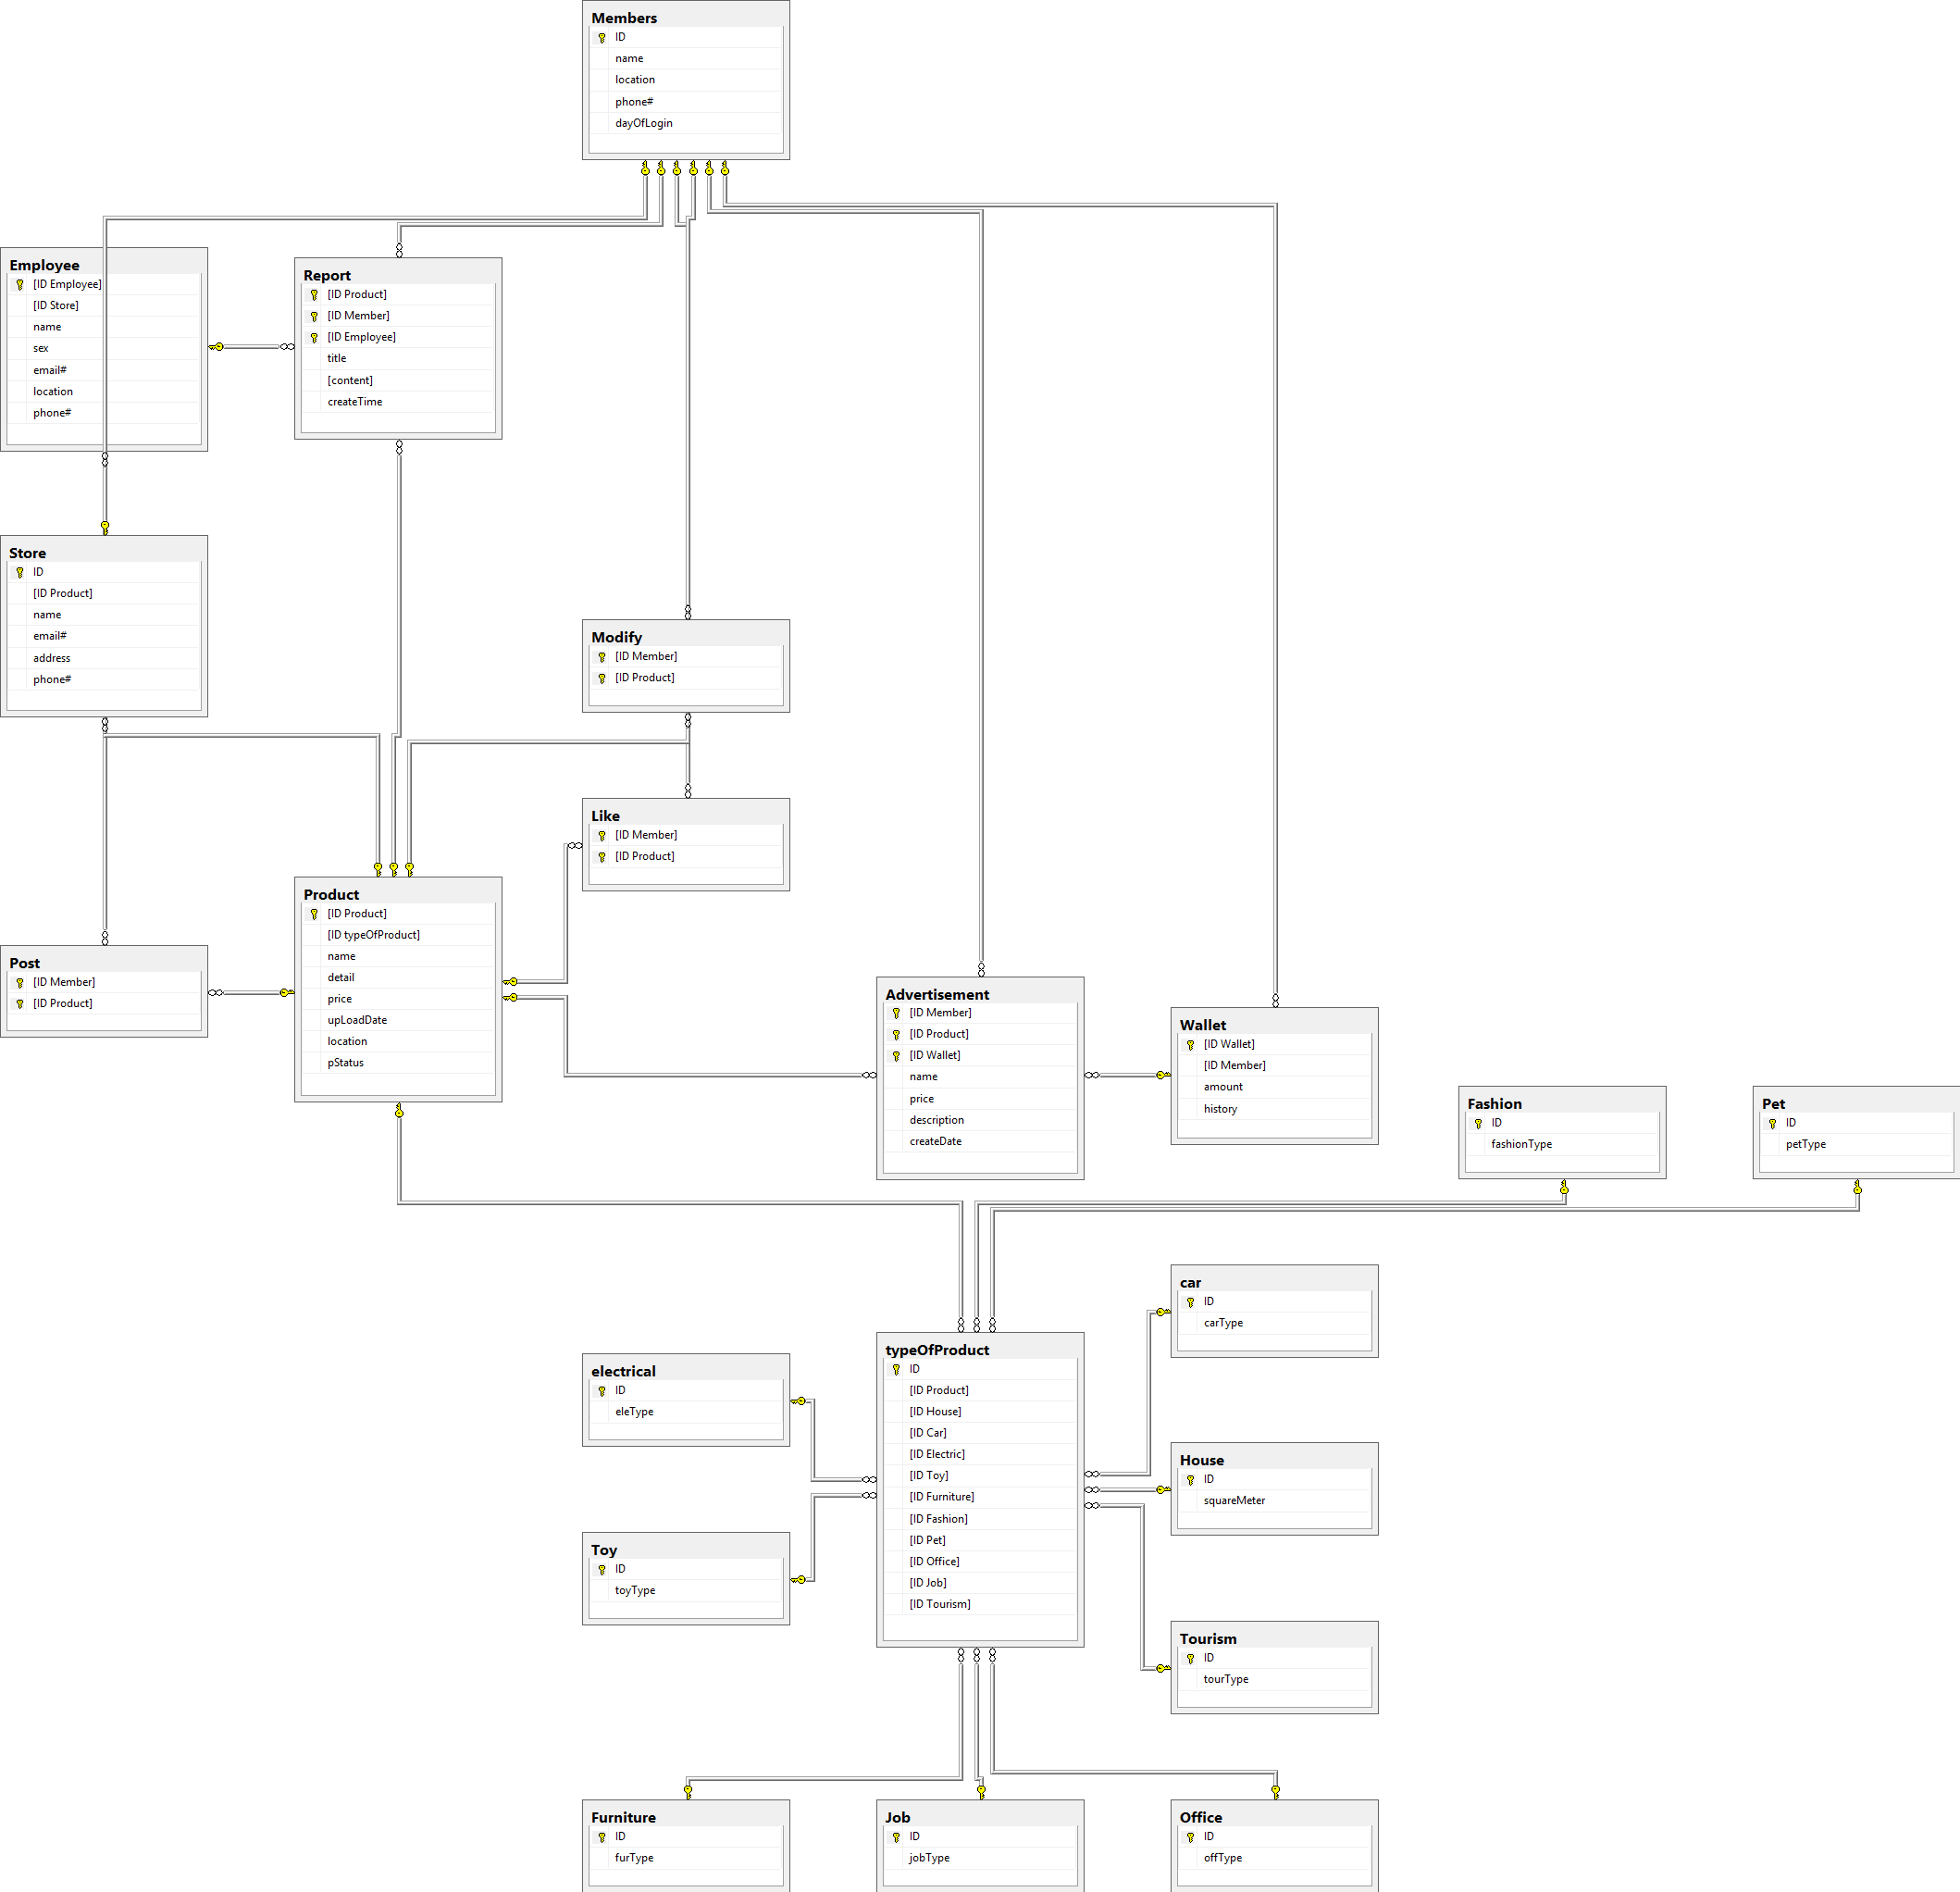 Members
ID
name
location
phone#
dayOfLogin
Employee
[ID Employee]
[ID Store]
name
sex
email#
location
phone#
Report
[ID Product]
[ID Member]
[ID Employee]
title
[content]
createTime
Store
ID
[ID Product]
name
email#
address
phone#
Modify
[ID Member]
[ID Product]
Like
[ID Member]
[ID Product]
Product
[ID Product]
[ID typeOfProduct]
name
detail
price
upLoadDate
location
pStatus
Post
[ID Member]
[ID Product]
Advertisement
[ID Member]
[ID Product]
[ID Wallet]
name
price
description
createDate
Wallet
[ID Wallet]
[ID Member]
amount
history
Fashion
ID
fashionType
Pet
ID
petType
car
ID
carType
typeOfProduct
ID
[ID Product]
[ID House]
[ID Car]
[ID Electric]
[ID Toy]
[ID Furniture]
[ID Fashion]
[ID Pet]
[ID Office]
[ID Job]
[ID Tourism]
electrical
ID
eleType
House
ID
squareMeter
Toy
ID
toyType
Tourism
ID
tourType
Furniture
ID
furType
Job
ID
jobType
Office
ID
offType